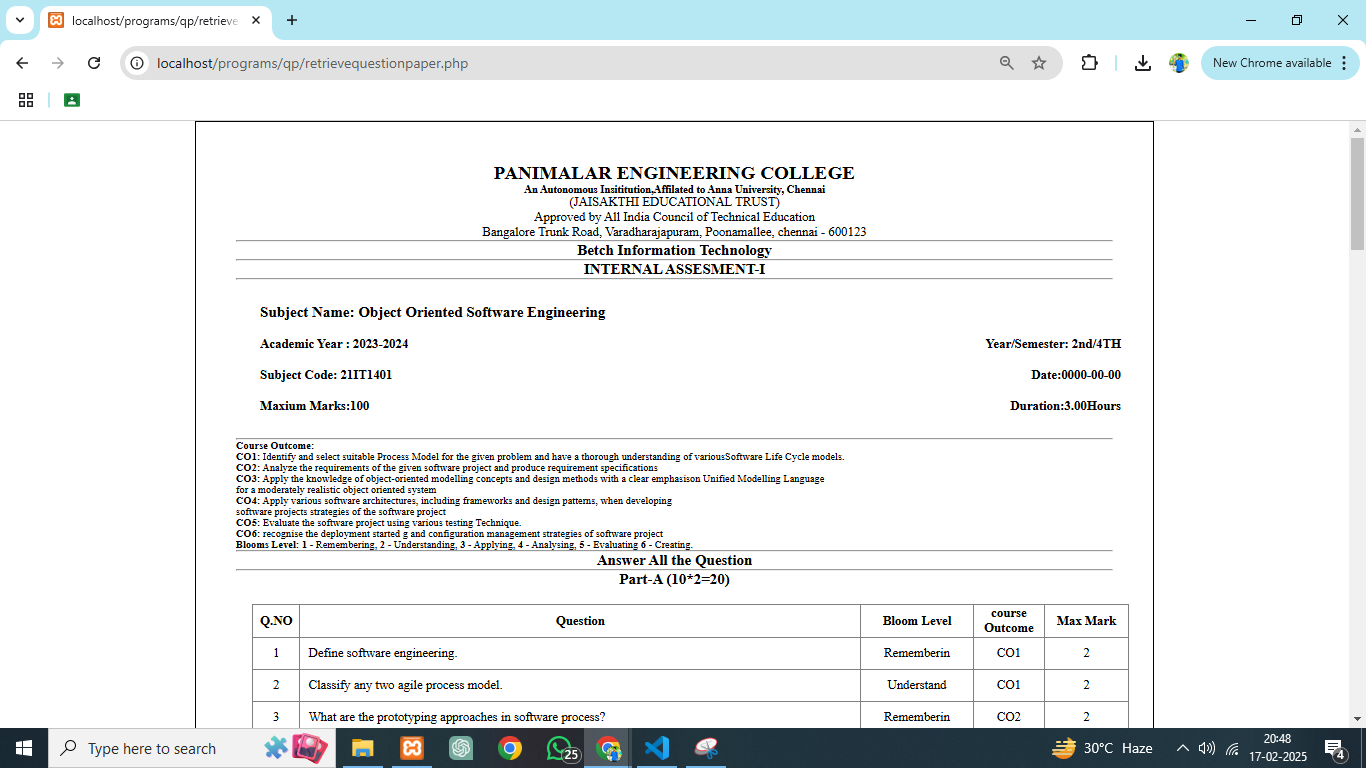 localhost/programs/qp/retrieve
localhost/programs/qp/retrievequestionpaper.php
New Chrome available
PANIMALAR ENGINEERING COLLEGE
An Autonomous Insititution,Affilated to Anna University, Chennai
(JAISAKTHI EDUCATIONAL TRUST)
Approved by All India Council of Technical Education
Bangalore Trunk Road, Varadharajapuram, Poonamallee, chennai - 600123
Betch Information Technology
INTERNAL ASSESMENT-I
Subject Name: Object Oriented Software Engineering
Academic Year : 2023-2024 Year/Semester: 2nd/4TH
Subject Code: 21IT1401 Date:0000-00-00
Maxium Marks:100 Duration:3.00Hours
Course Outcome:
CO1: Identify and select suitable Process Model for the given problem and have a thorough understanding of variousSoftware Life Cycle models.
CO2: Analyze the requirements of the given software project and produce requirement specifications
CO3: Apply the knowledge of object-oriented modelling concepts and design methods with a clear emphasison Unified Modelling Language
for a moderately realistic object oriented system
CO4: Apply various software architectures, including frameworks and design patterns, when developing
software projects strategies of the software project
CO5: Evaluate the software project using various testing Technique.
CO6: recognise the deployment started g and configuration management strategies of software project
Blooms Level: 1 - Remembering, 2 - Understanding, 3 - Applying, 4 - Analysing, 5 - Evaluating 6 - Creating.
Answer All the Question
Part-A (10*2=20)
Q.NO Question Bloom Level course Outcome Max Mark
1 Define software engineering. Rememberin CO1 2
2 Classify any two agile process model. Understand CO1 2
3 What are the prototyping approaches in software process? Rememberin CO2 2
Type here to search
25
30°C Haze
20:48
17-02-2025
4